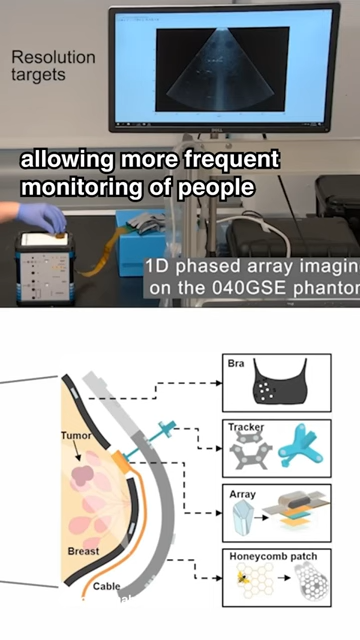 Resolution
targets
allowing more frequent
monitoring of people
1D phased array imagin
on the 040GSE phantor
Bra
Tumor
Tracker
Array
Breast
Honeycomb patch
Cable